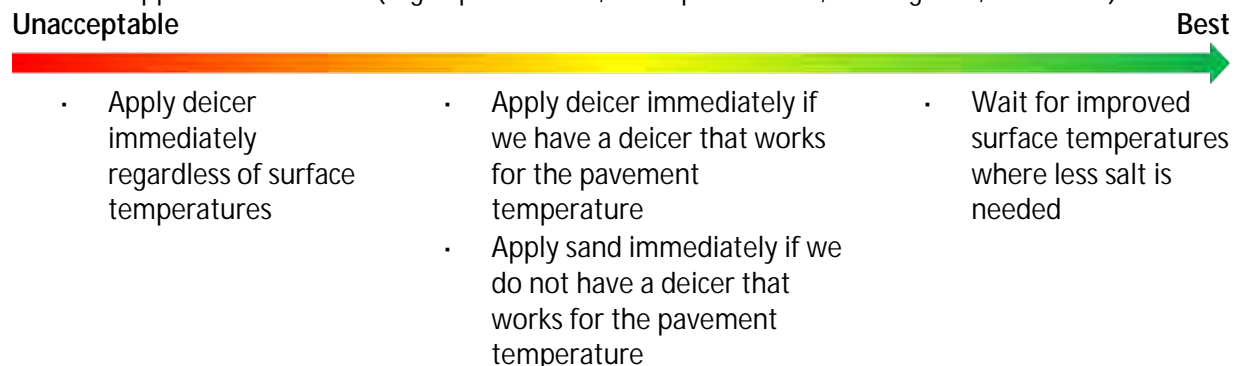 Unacceptable
Best
· Apply deicer
immediately
regardless of surface
temperatures
· Apply deicer immediately if
we have a deicer that works
for the pavement
temperature
· Apply sand immediately if we
do not have a deicer that
works for the pavement
temperature
· Wait for improved
surface temperatures
where less salt is
needed